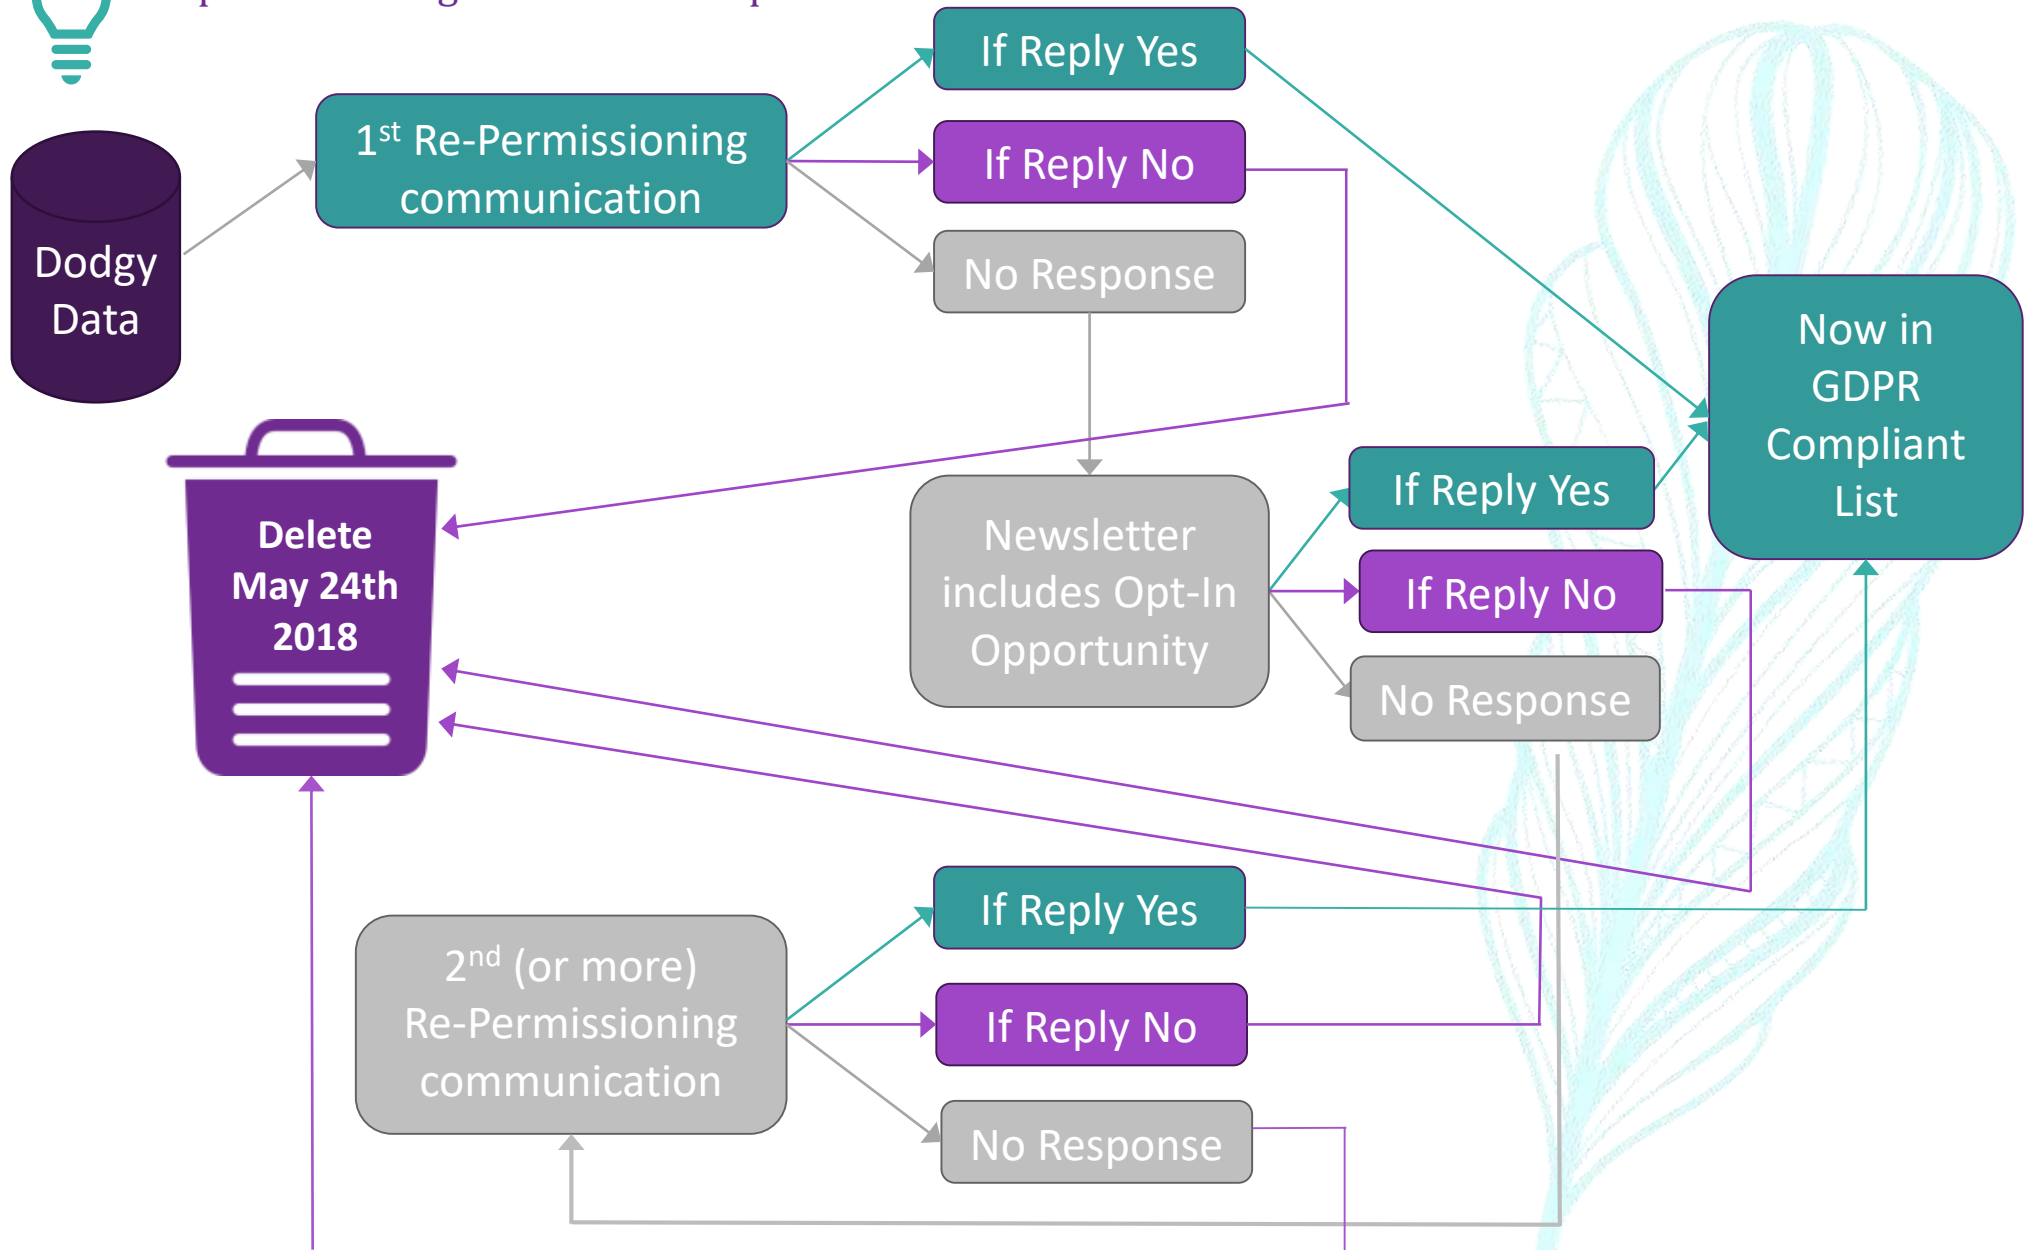 If Reply Yes
1st Re-Permissioning
communication
If Reply No
No Response
Dodgy
Data
Now in
GDPR
Compliant
List
Delete
May 24th
2018
Newsletter
includes Opt-In
Opportunity
If Reply Yes
If Reply No
No Response
2nd (or more)
Re-Permissioning
communication
If Reply Yes
If Reply No
No Response